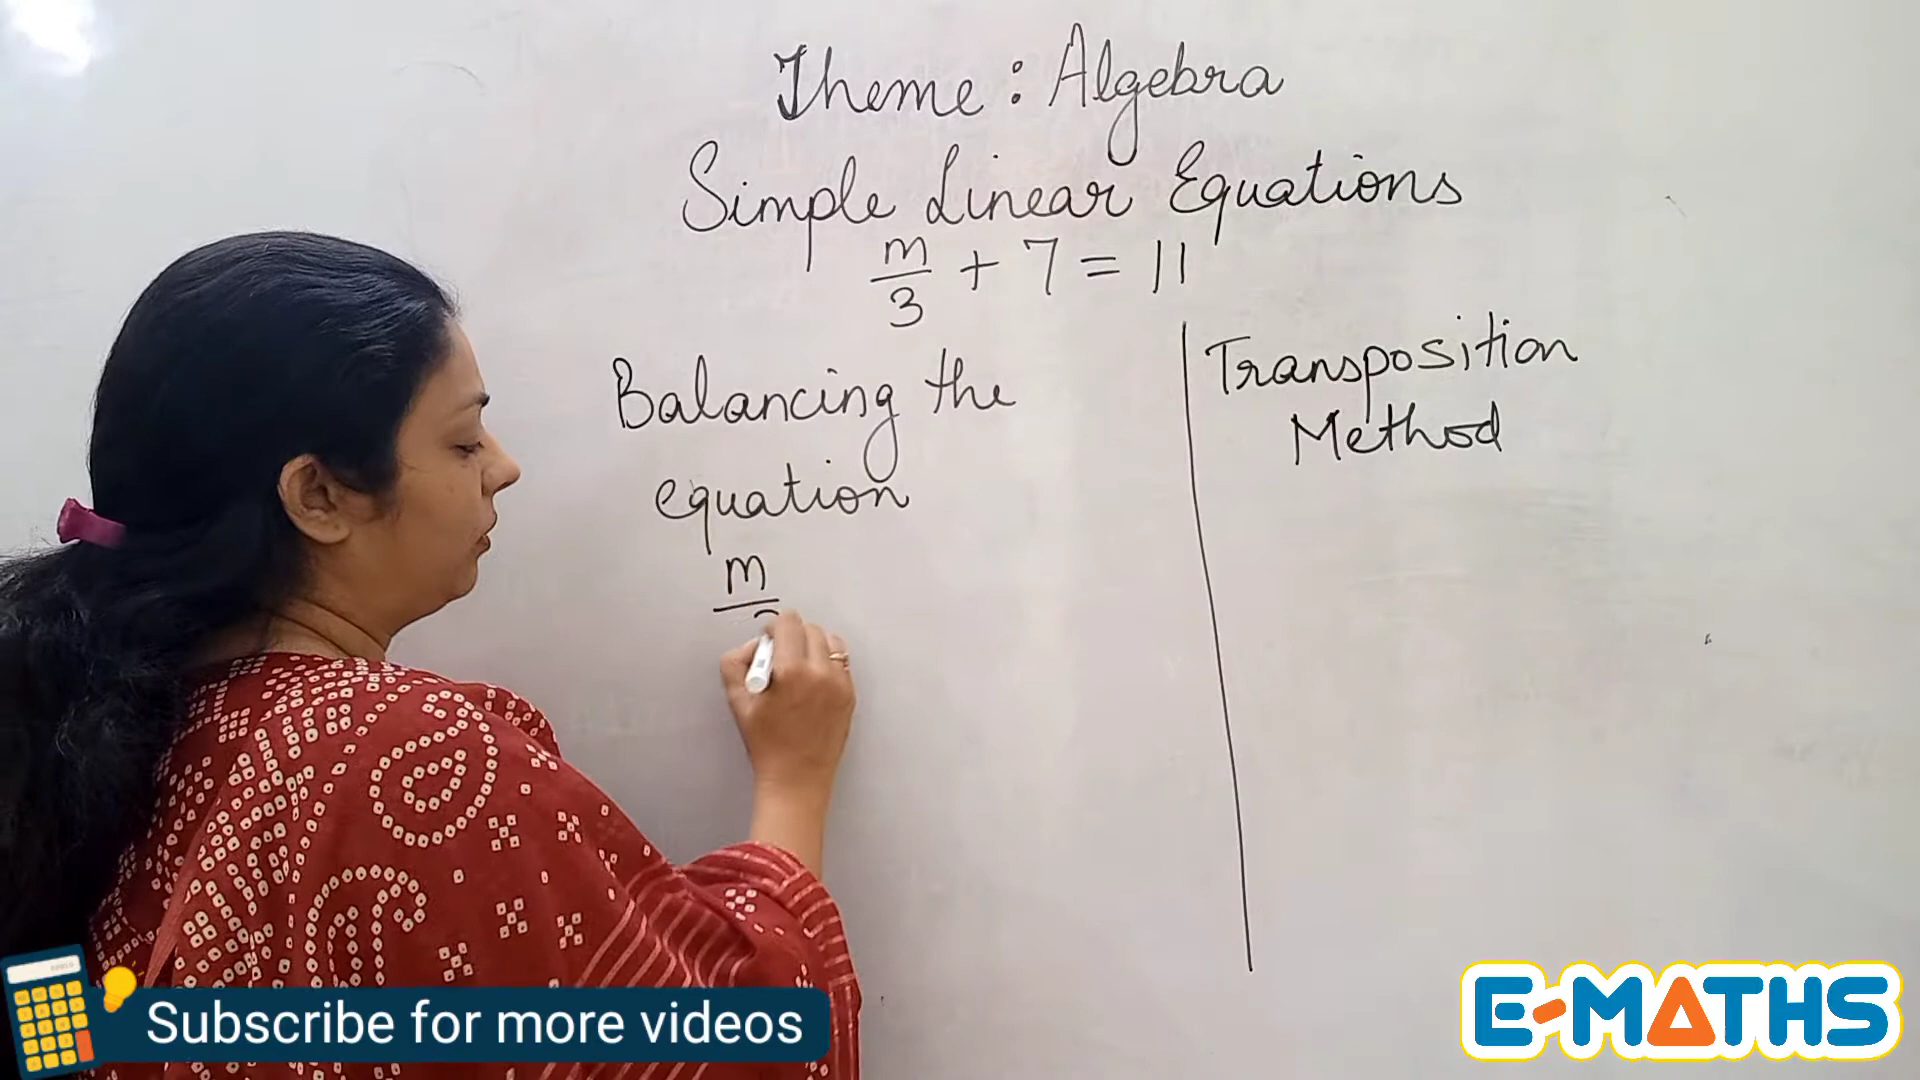 Theme : Algebra
Simple Linear Equations
m/3 + 7 = 11
Balancing the
equation
m
Transposition
Method
Subscribe for more videos
E-MATHS